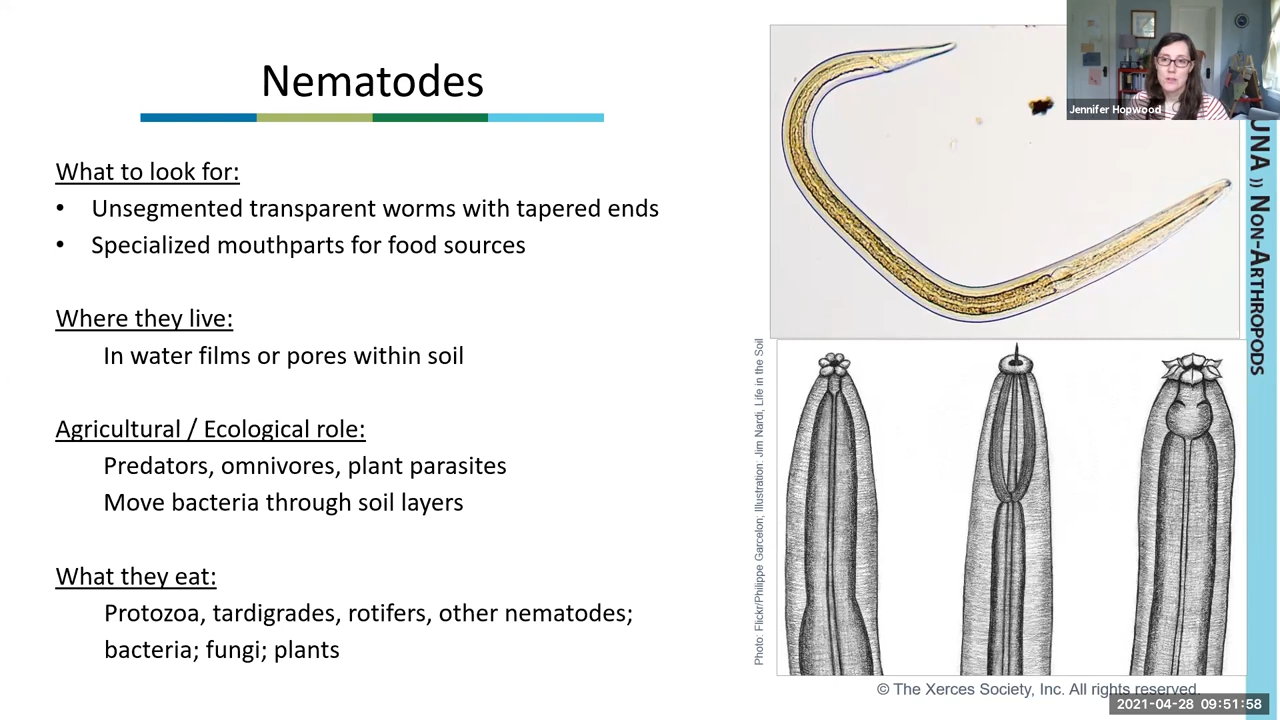 Nematodes
What to look for:
• Unsegmented transparent worms with tapered ends
• Specialized mouthparts for food sources
Where they live:
In water films or pores within soil
Agricultural / Ecological role:
Predators, omnivores, plant parasites
Move bacteria through soil layers
What they eat:
Protozoa, tardigrades, rotifers, other nematodes;
bacteria; fungi; plants
Photo: Flickr/Philippe Garcelon; Illustration: Jim Nardi, Life in the Soil
Jennifer Hopwood
NON-ARTHROPODS
© The Xerces Society, Inc. All rights reserved.
2021-04-28 09:51:58